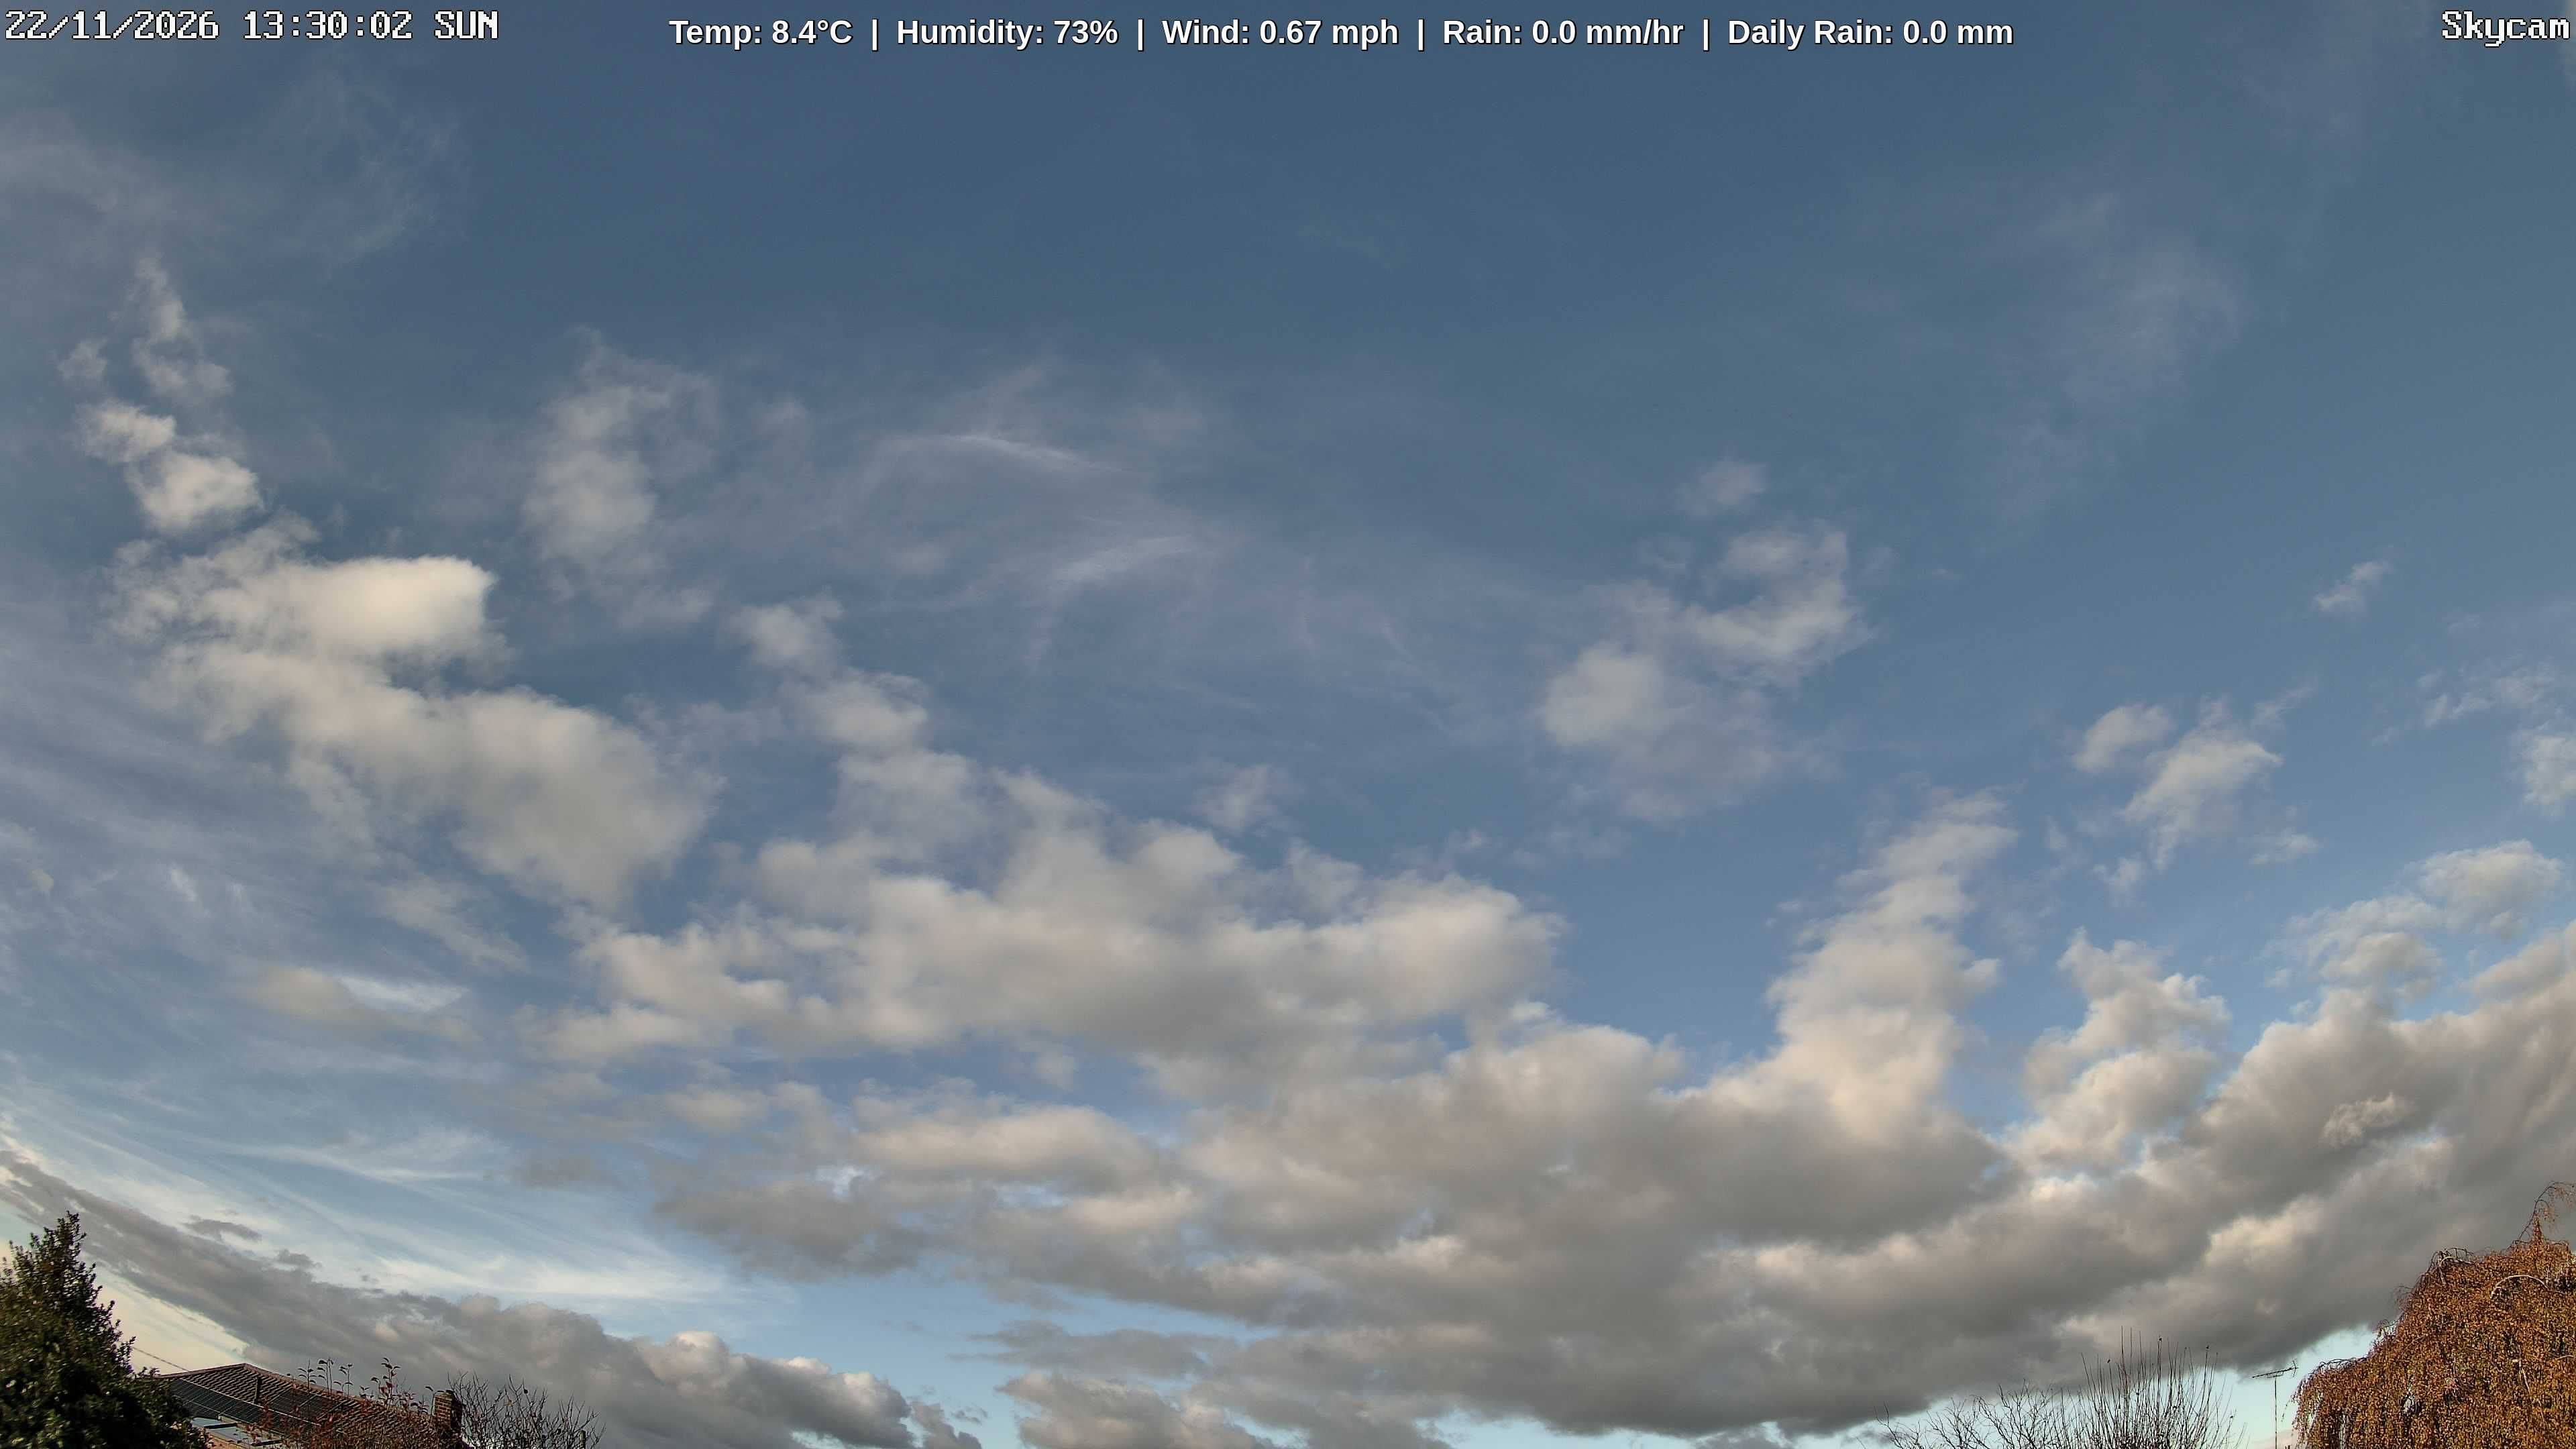 22/11/2026 13:30:02 SUN
Temp: 8.4°C | Humidity: 73% | Wind: 0.67 mph | Rain: 0.0 mm/hr | Daily Rain: 0.0 mm
Skycam